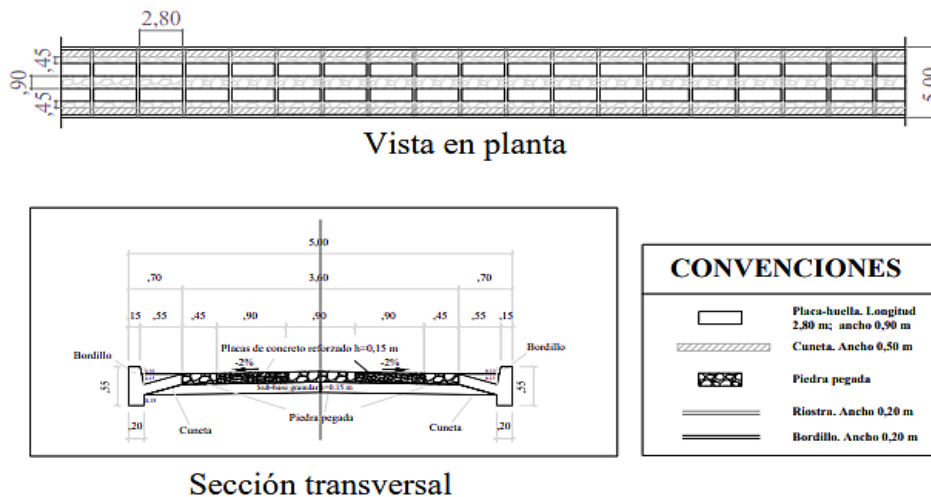 2,80
,45
,90
,45
5,00
Vista en planta
5,00
,70
3,60
,70
,15
,55
,45
,90
,90
,90
,45
,55
,15
Placas de concreto reforzado h=0,15 m
Bordillo
Bordillo
-2%
-2%
,55
,55
Sub-base granular h=0.15 m
Piedra pegada
Cuneta
Cuneta
,20
,20
Sección transversal
CONVENCIONES
Placa-huella. Longitud
2,80 m; ancho 0,90 m
Cuneta. Ancho 0,50 m
Piedra pegada
Riostra. Ancho 0,20 m
Bordillo. Ancho 0,20 m